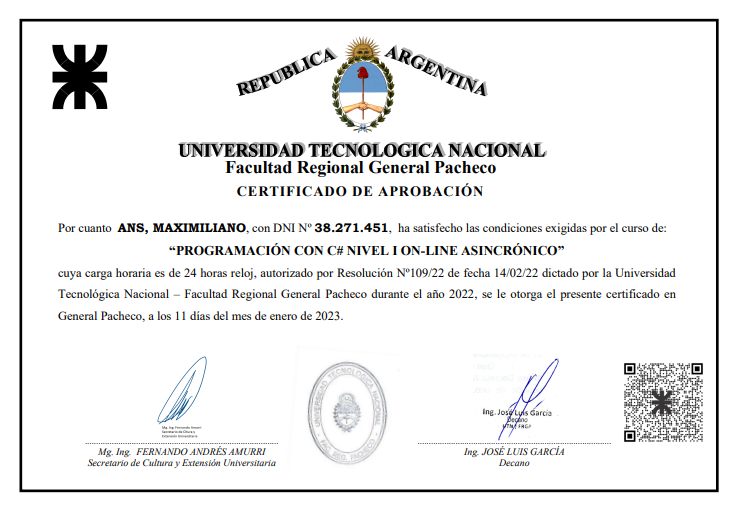 REPUBLICA ARGENTINA
UNIVERSIDAD TECNOLOGICA NACIONAL
Facultad Regional General Pacheco
CERTIFICADO DE APROBACIÓN
Por cuanto ANS, MAXIMILIANO, con DNI Nº 38.271.451, ha satisfecho las condiciones exigidas por el curso de:
“PROGRAMACIÓN CON C# NIVEL I ON-LINE ASINCRÓNICO”
cuya carga horaria es de 24 horas reloj, autorizado por Resolución Nº109/22 de fecha 14/02/22 dictado por la Universidad
Tecnológica Nacional – Facultad Regional General Pacheco durante el año 2022, se le otorga el presente certificado en
General Pacheco, a los 11 días del mes de enero de 2023.
Mg. Ing. Fernando Amurri
Secretario de Cultura y
Extensión Universitaria
UNIVERSIDAD TECNOLOGICA NACIONAL
FAC. REG. PACHECO
Ing. José Luis García
Decano
UTN FRGP
Mg. Ing. FERNANDO ANDRÉS AMURRI
Secretario de Cultura y Extensión Universitaria
Ing. JOSÉ LUIS GARCÍA
Decano